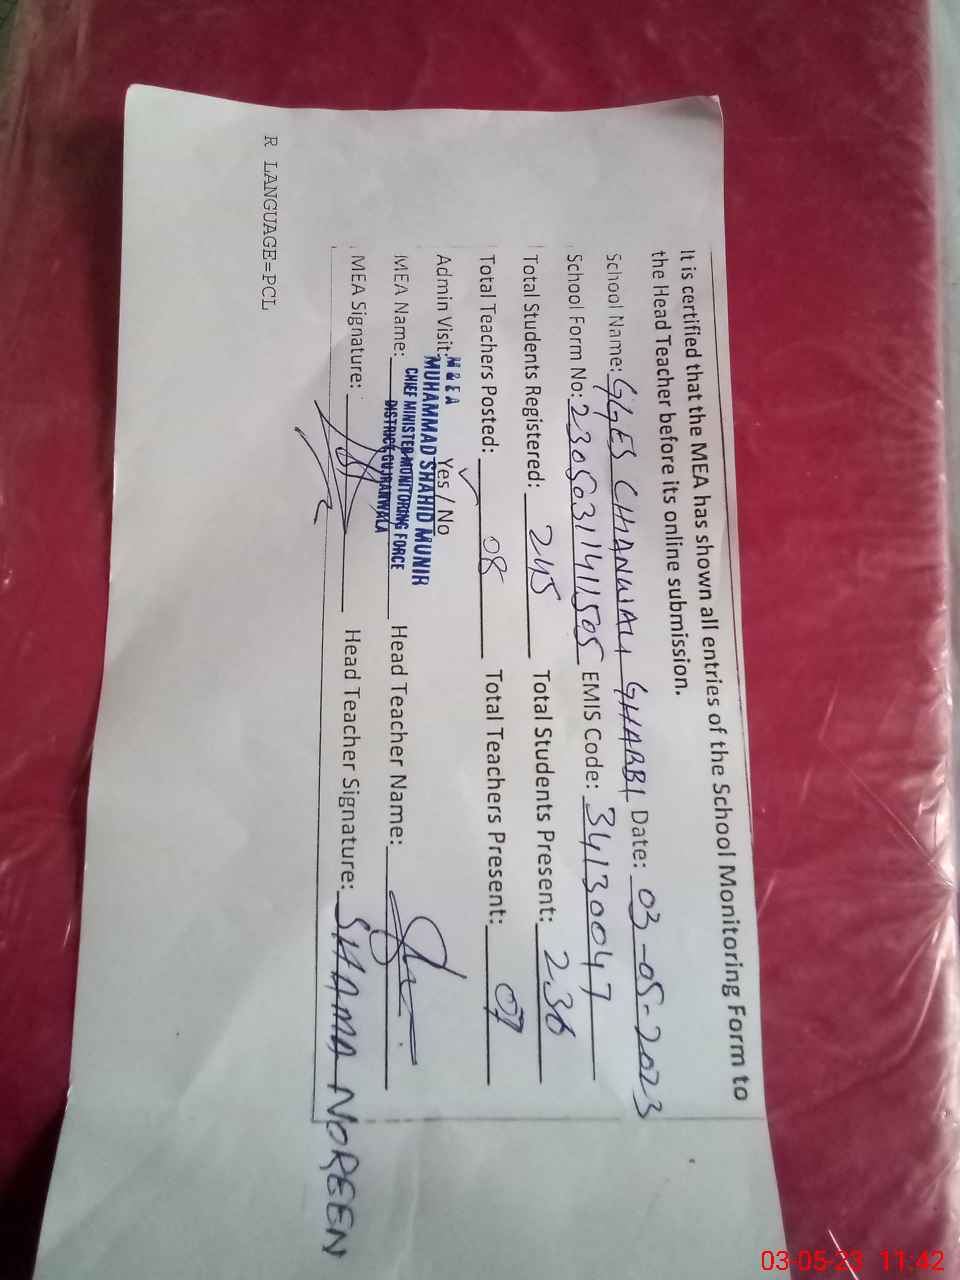 It is certified that the MEA has shown all entries of the School Monitoring Form to
the Head Teacher before its online submission.
School Name: GGES CHANWALI GHARBI Date: 03-05-2023
School Form No: 2305031411505 EMIS Code: 34130047
Total Students Registered: 245 Total Students Present: 236
Total Teachers Posted: 08 Total Teachers Present: 07
Admin Visit: Yes / No
M & E A
MUHAMMAD SHAHID MUNIR
CHIEF MINISTER MONITORING FORCE
DISTRICT GUJRANWALA
MEA Name: Head Teacher Name:
MEA Signature: Head Teacher Signature: SHAMA NOREEN
R LANGUAGE=PCL
03-05-23 11:42